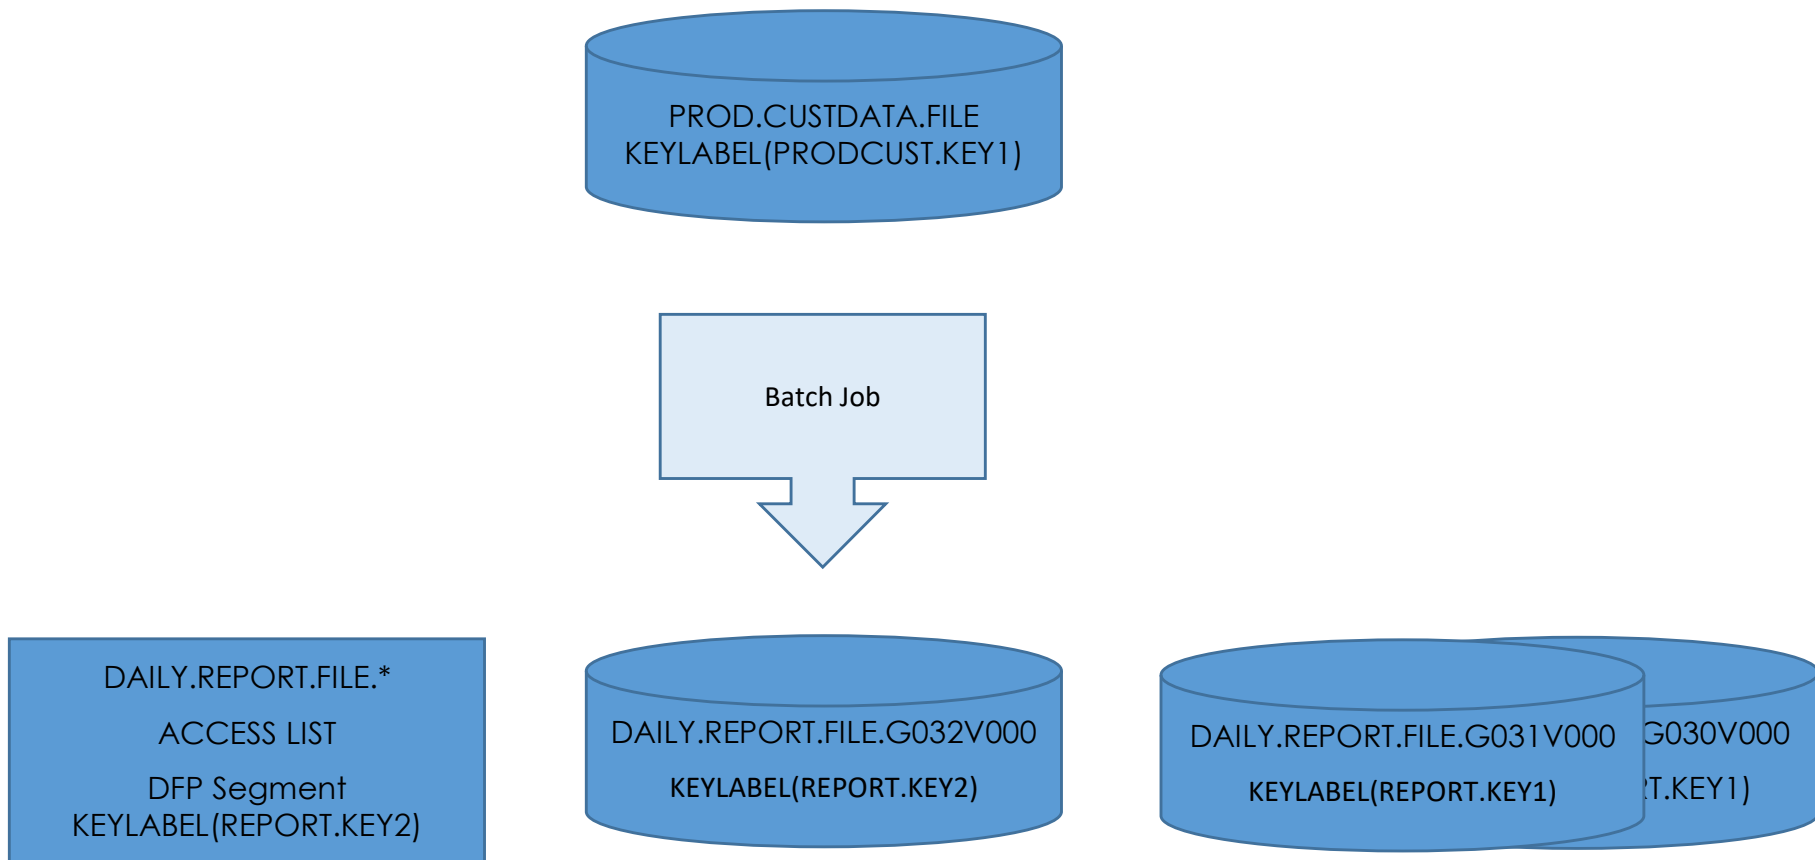 PROD.CUSTDATA.FILE
KEYLABEL(PRODCUST.KEY1)
Batch Job
DAILY.REPORT.FILE.*
ACCESS LIST
DFP Segment
KEYLABEL(REPORT.KEY2)
DAILY.REPORT.FILE.G032V000
KEYLABEL(REPORT.KEY2)
DAILY.REPORT.FILE.G031V000
KEYLABEL(REPORT.KEY1)
G030V000
T.KEY1)